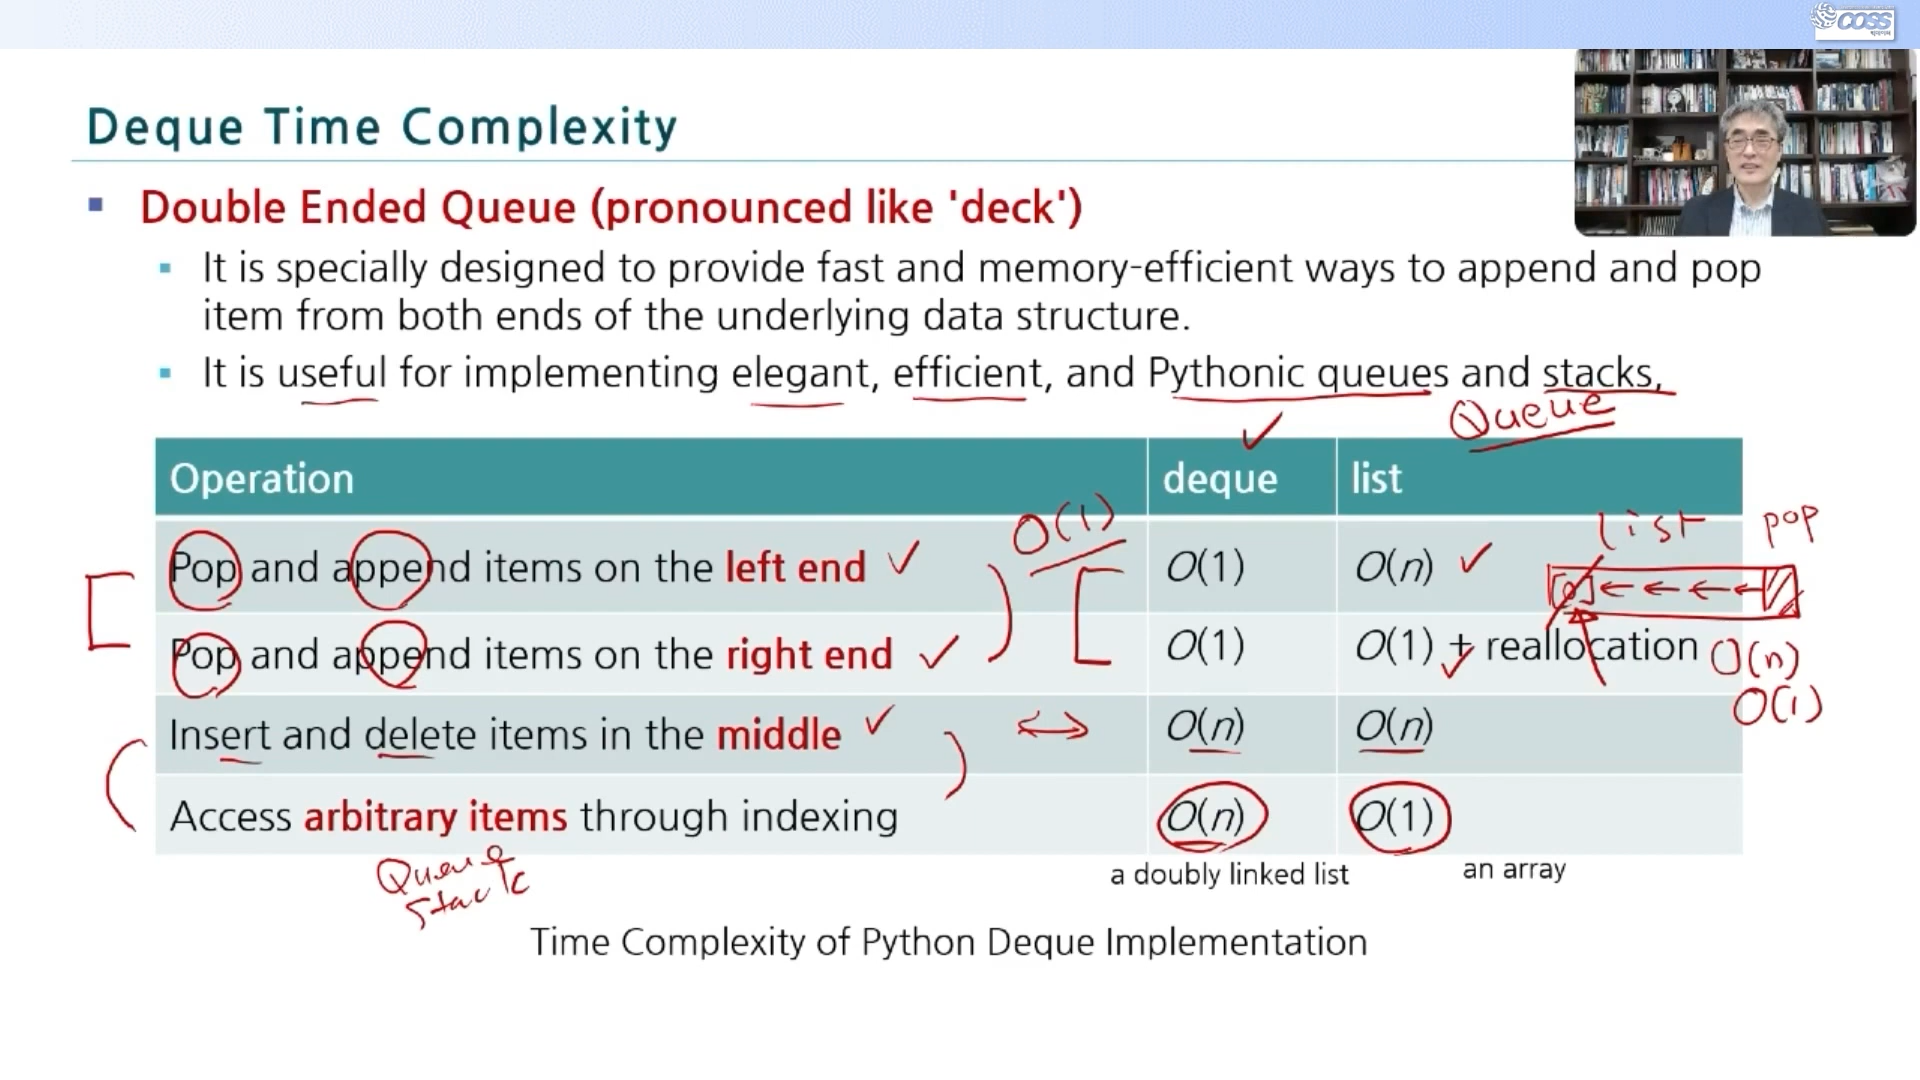 COSS
Deque Time Complexity
Double Ended Queue (pronounced like 'deck')
It is specially designed to provide fast and memory-efficient ways to append and pop
item from both ends of the underlying data structure.
It is useful for implementing elegant, efficient, and Pythonic queues and stacks,
Queue
Operation deque list
O(1) list pop
Pop and append items on the left end O(1) O(n)
Pop and append items on the right end O(1) O(1) + reallocation O(n)
O(1)
Insert and delete items in the middle O(n) O(n)
Access arbitrary items through indexing O(n) O(1)
Queue
Stack
a doubly linked list an array
Time Complexity of Python Deque Implementation